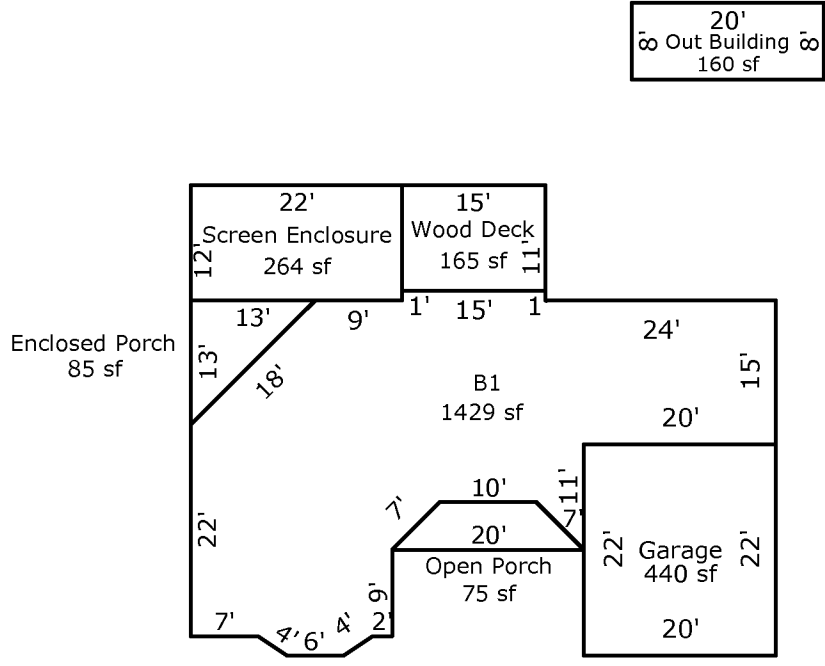 20'
8' Out Building 8'
160 sf
22' 15'
Screen Enclosure Wood Deck
12' 264 sf 165 sf 11'
13' 9' 1' 15' 1
24'
Enclosed Porch
85 sf
13' 18' B1 15'
1429 sf
20'
7' 10' 11'
7'
22' 20' 22' Garage 22'
Open Porch 440 sf
9' 75 sf
7' 4' 6' 4' 2' 20'